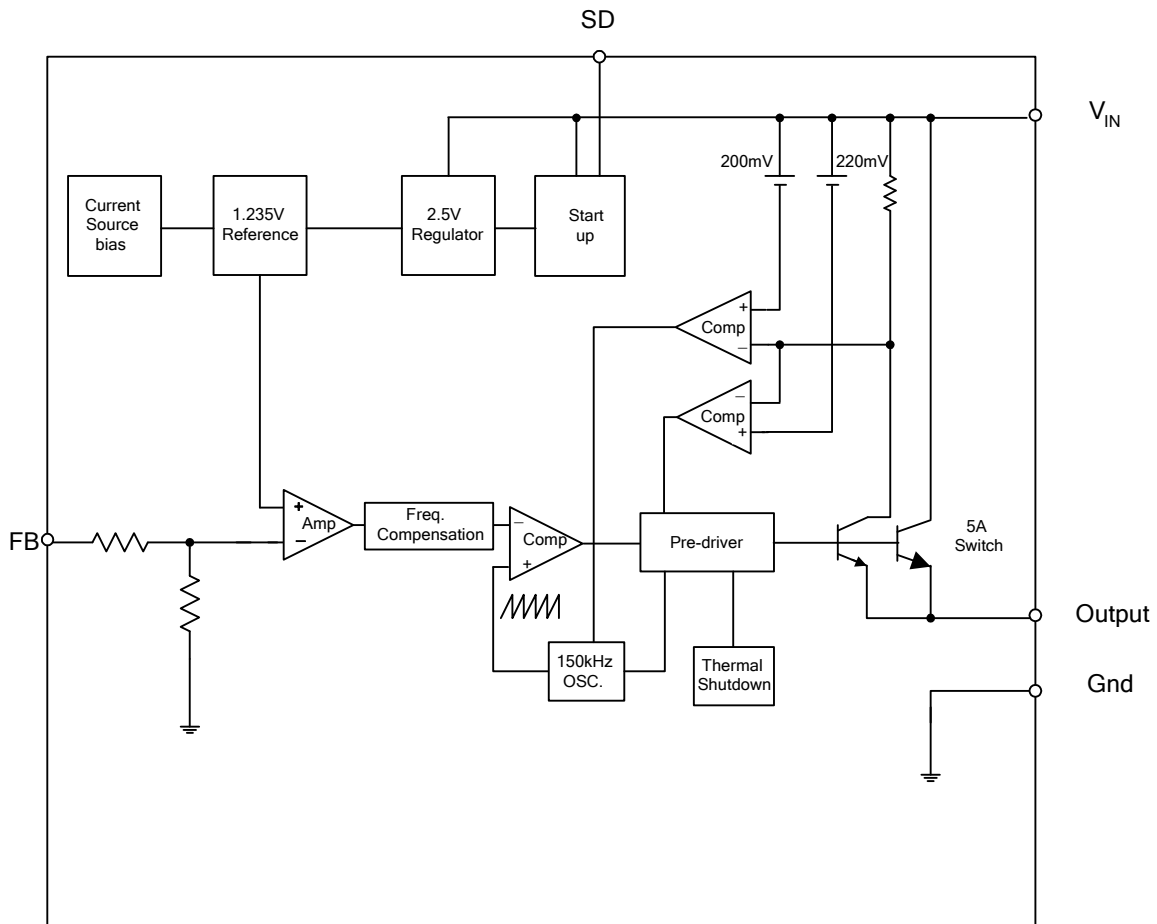 SD
V_IN
200mV
220mV
Current
Source
bias
1.235V
Reference
2.5V
Regulator
Start
up
+
Comp
−
−
Comp
+
+
Amp
−
Freq.
Compensation
−
Comp
+
Pre-driver
5A
Switch
FB
Output
150kHz
OSC.
Thermal
Shutdown
Gnd